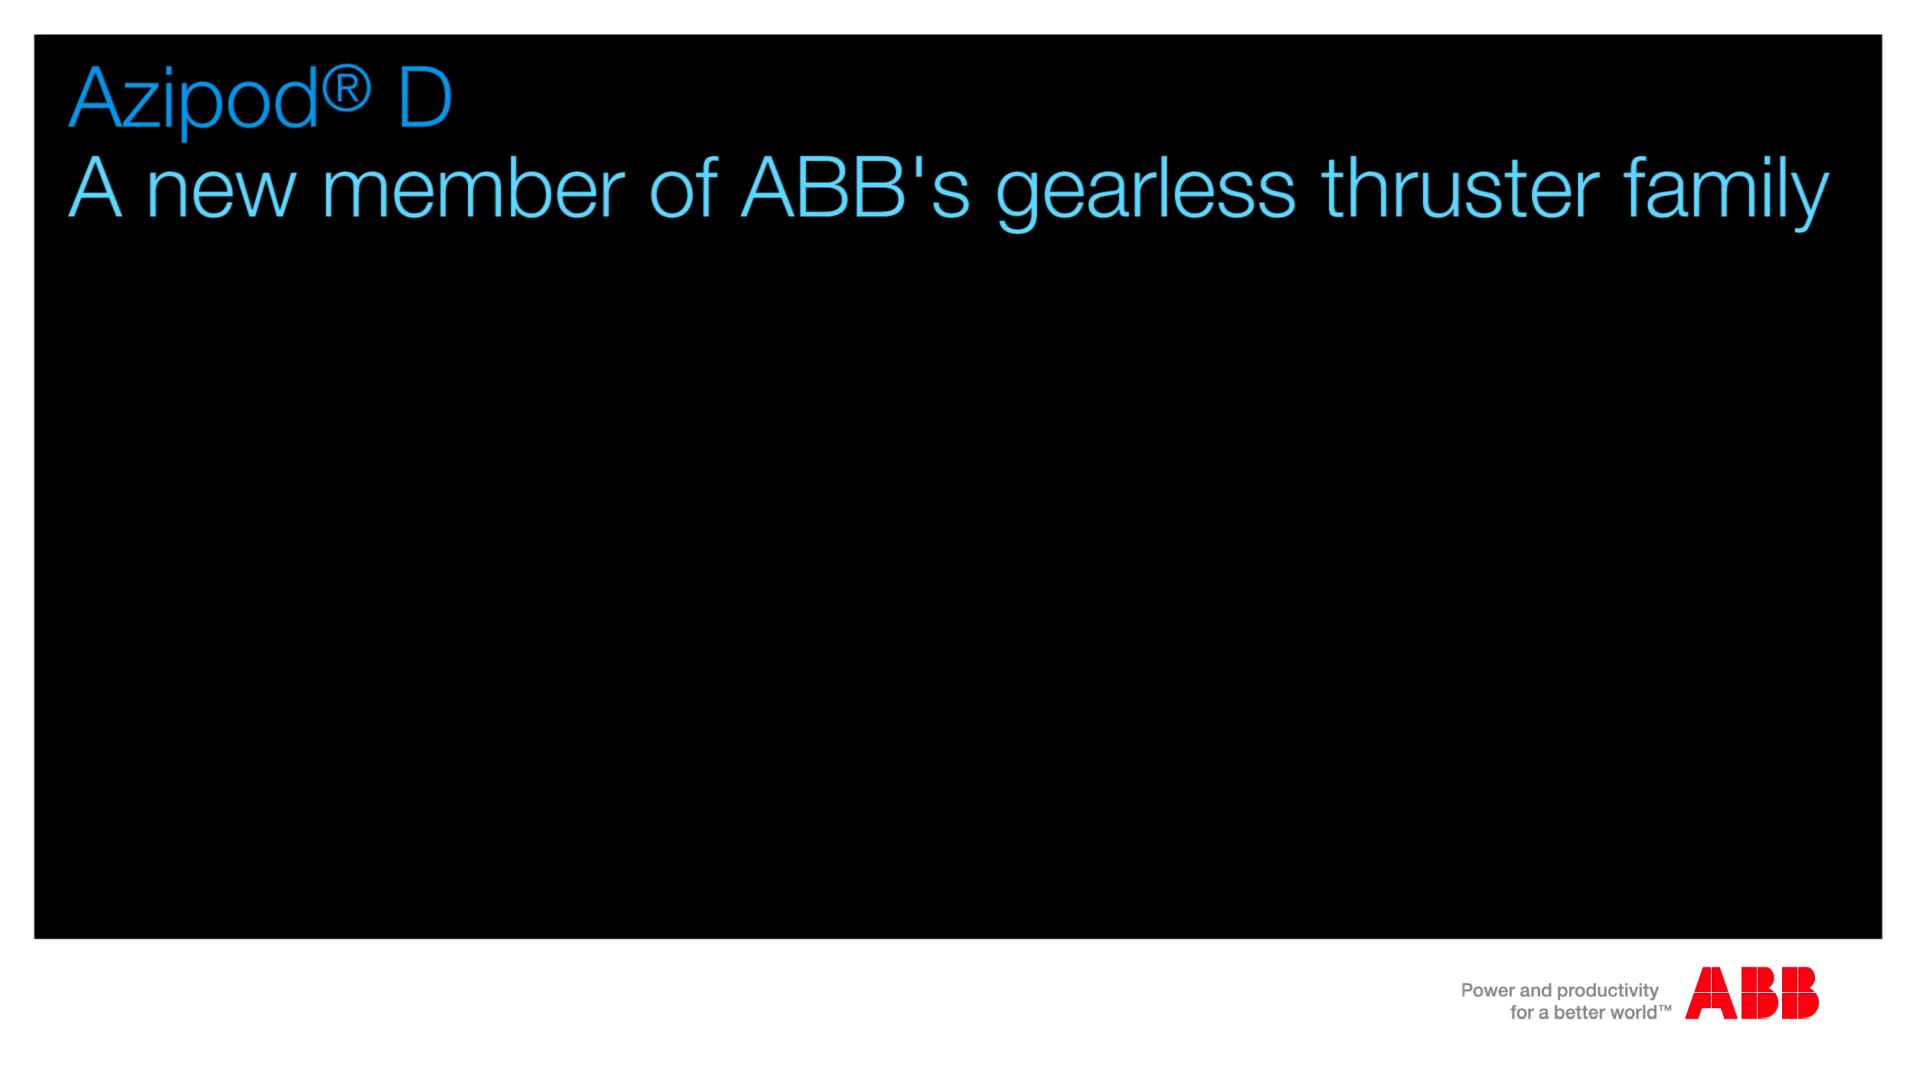 Azipod® D
A new member of ABB's gearless thruster family
Power and productivity
for a better world™
ABB